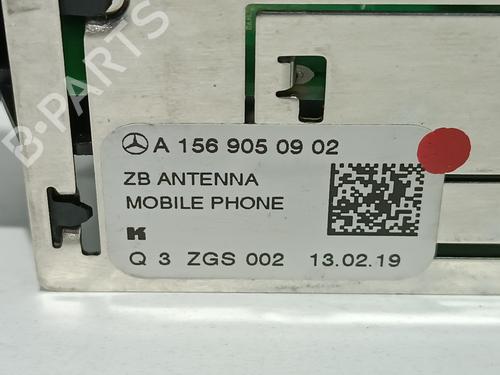 B-PARTS
A 156 905 09 02
ZB ANTENNA
MOBILE PHONE
K
Q 3 ZGS 002 13.02.19